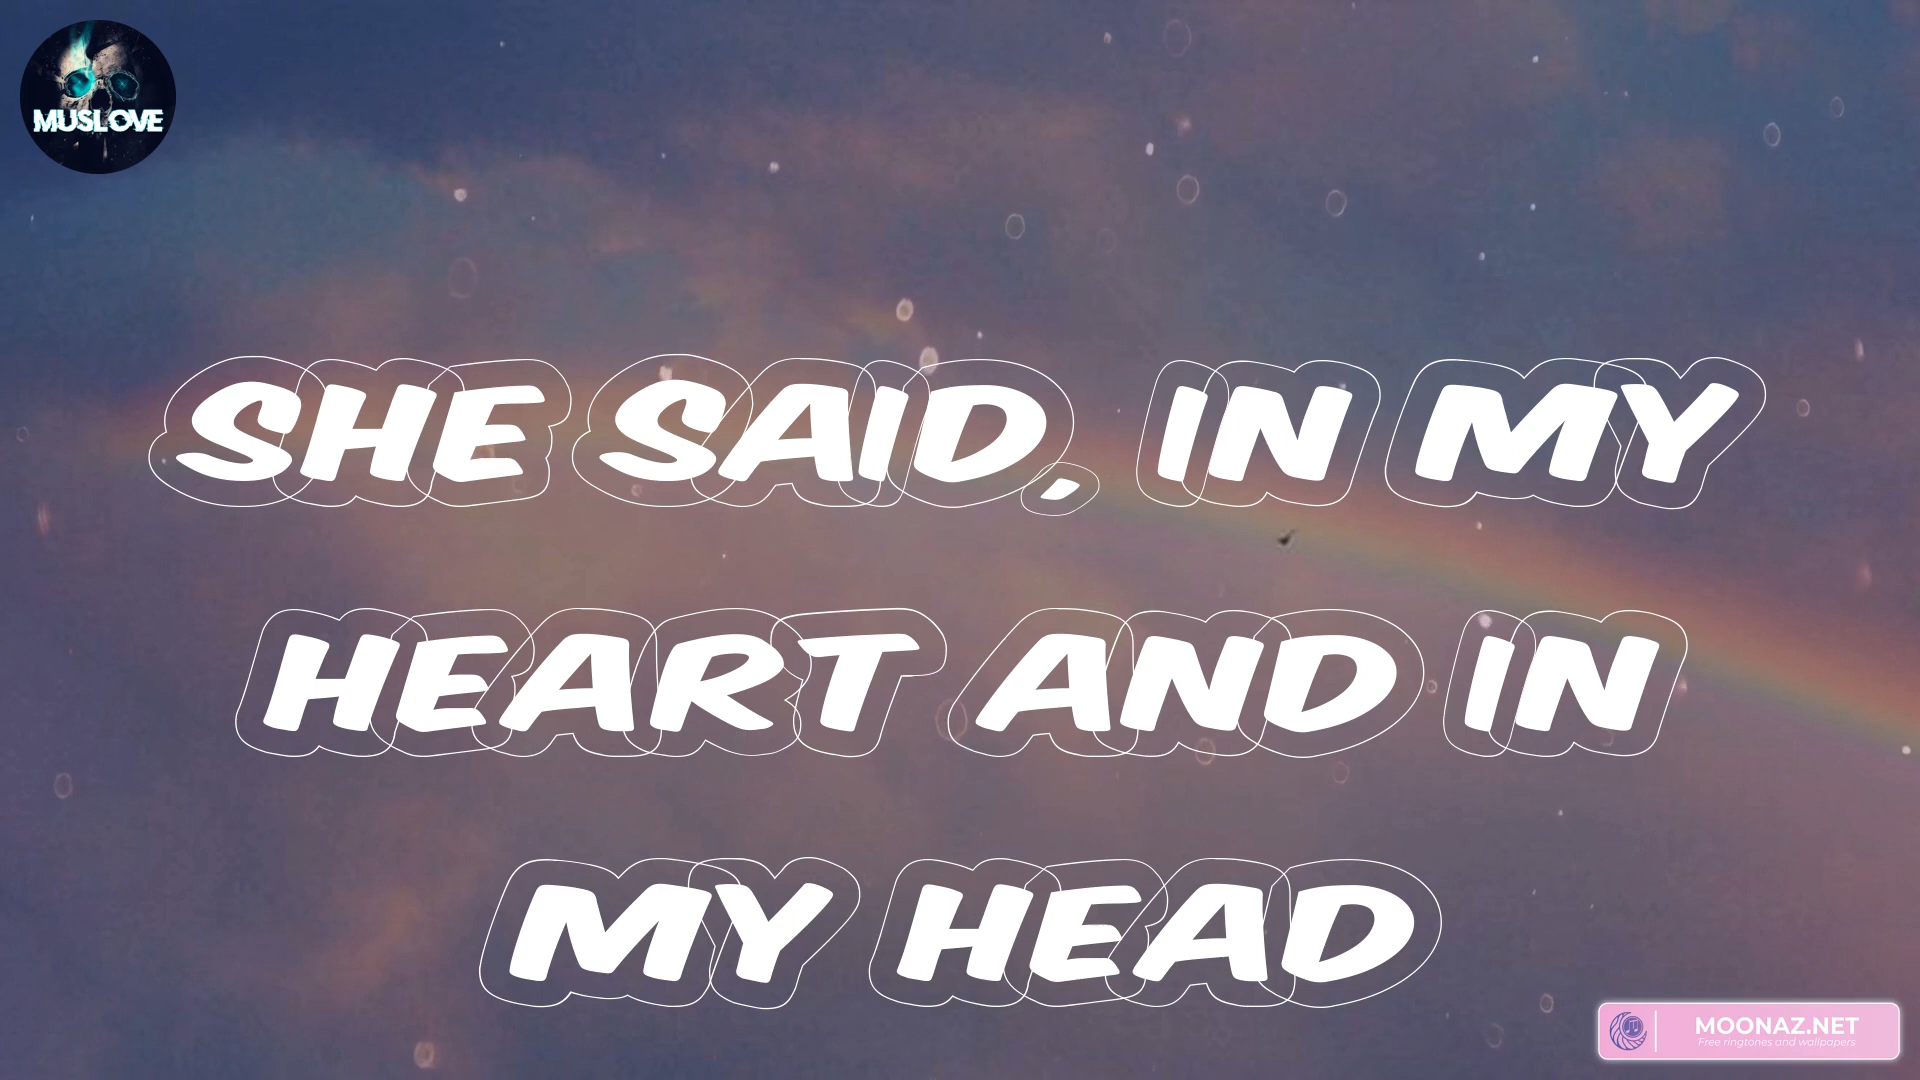 MUSLOVE
SHE SAID, IN MY
HEART AND IN
MY HEAD
MOONAZ.NET
Free ringtones and wallpapers